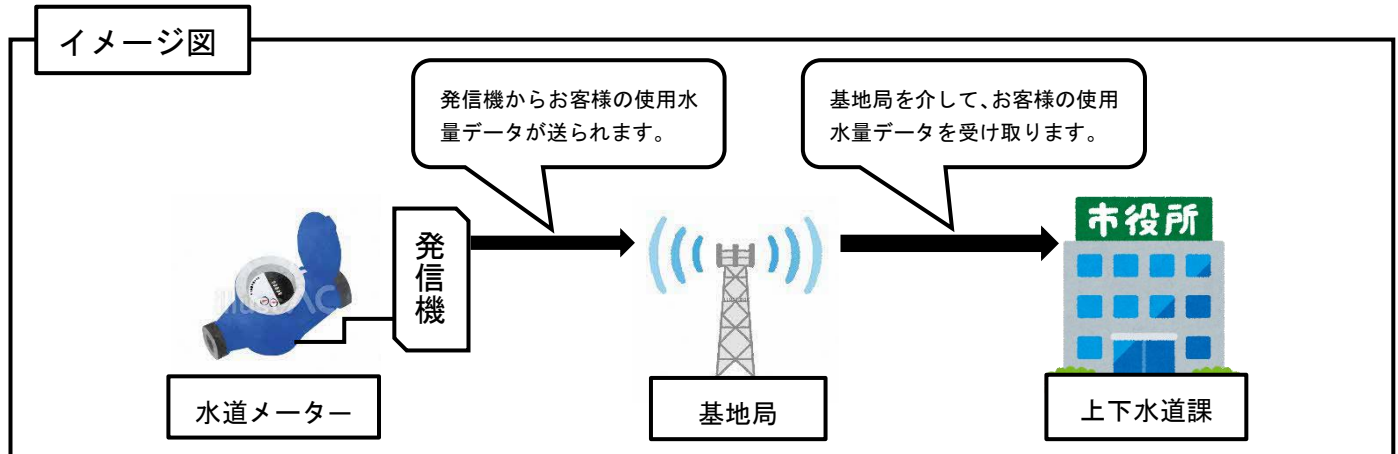 イメージ図
発信機からお客様の使用水
量データが送られます。
基地局を介して、お客様の使用
水量データを受け取ります。
発信機
市役所
水道メーター
基地局
上下水道課